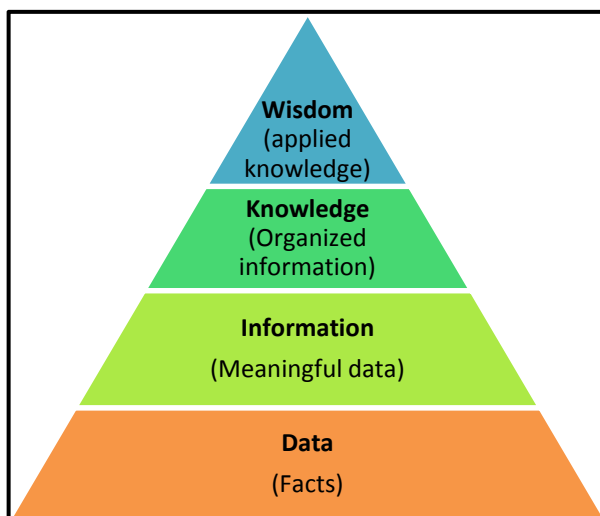 Wisdom
(applied
knowledge)
Knowledge
(Organized
information)
Information
(Meaningful data)
Data
(Facts)